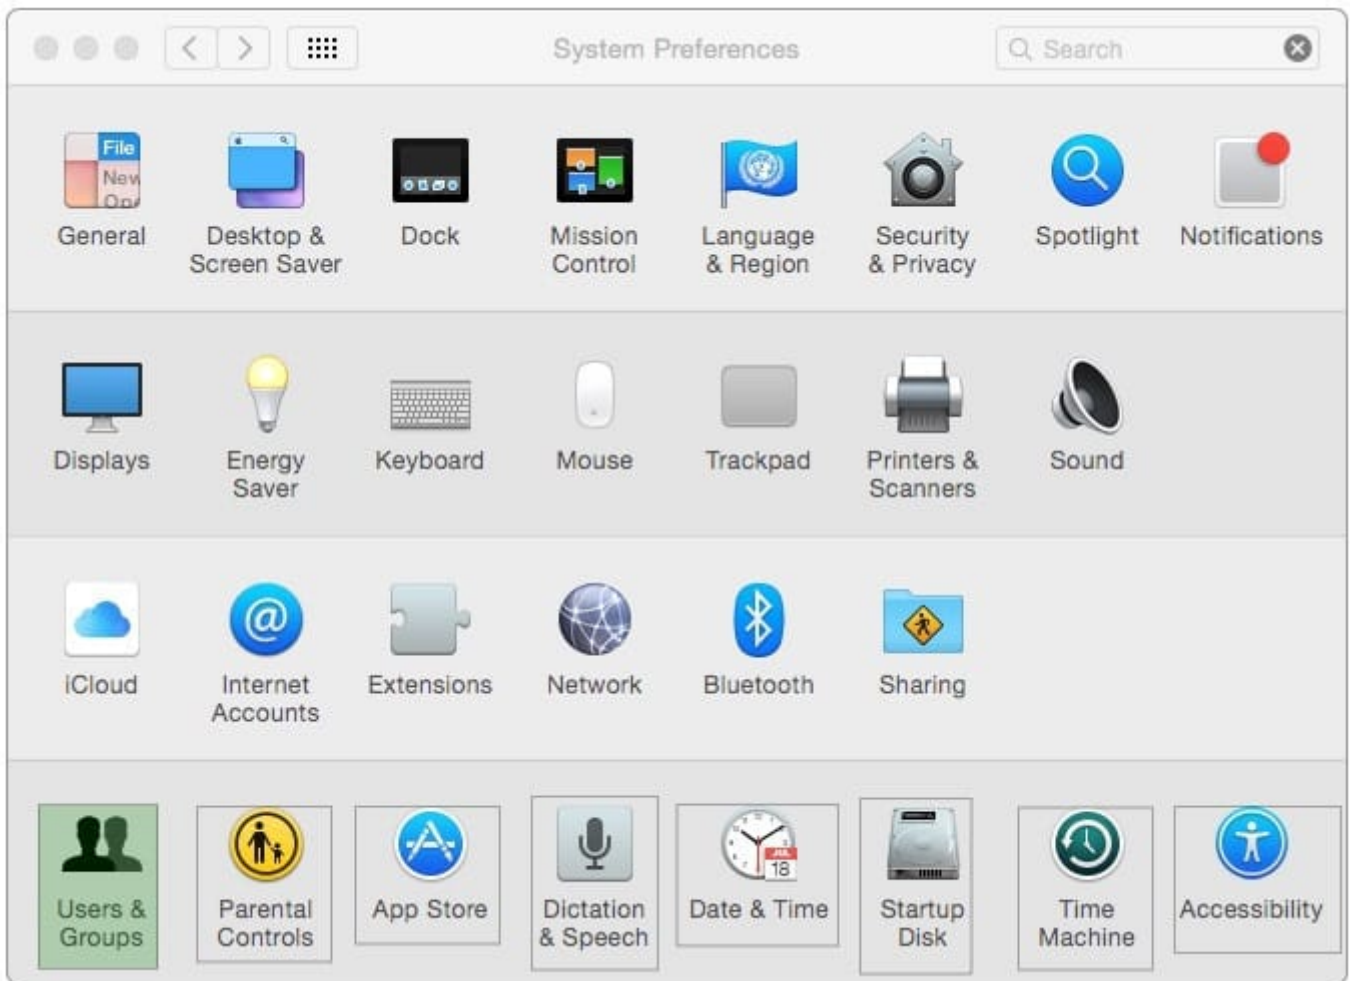 System Preferences
Search
File
New
General
Desktop &
Screen Saver
Dock
Mission
Control
Language
& Region
Security
& Privacy
Spotlight
Notifications
Displays
Energy
Saver
Keyboard
Mouse
Trackpad
Printers &
Scanners
Sound
@
iCloud
Internet
Accounts
Extensions
Network
Bluetooth
Sharing
JUL
18
Users &
Groups
Parental
Controls
App Store
Dictation
& Speech
Date & Time
Startup
Disk
Time
Machine
Accessibility